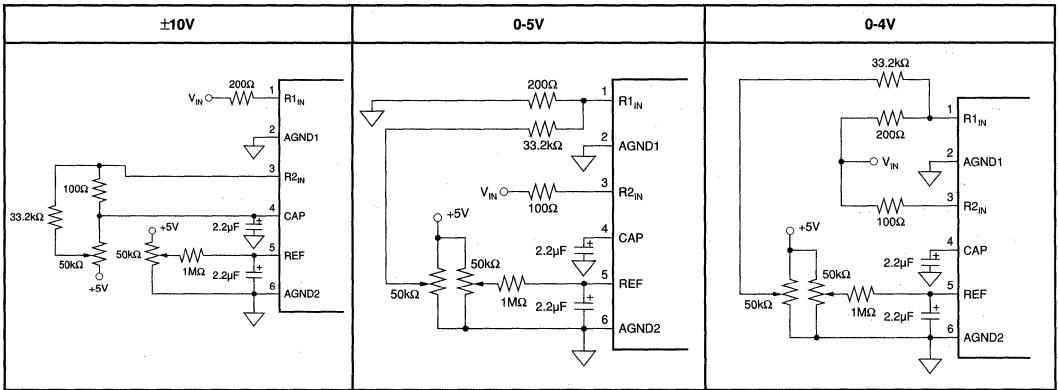 ±10V
200Ω
V_IN
1
R1_IN
2
AGND1
3
R2_IN
100Ω
33.2kΩ
4
CAP
+5V
2.2µF
50kΩ
50kΩ
5
REF
1MΩ
2.2µF
+5V
6
AGND2
0-5V
200Ω
1
R1_IN
33.2kΩ
2
AGND1
V_IN
3
R2_IN
100Ω
+5V
4
CAP
2.2µF
50kΩ
5
REF
50kΩ
1MΩ
2.2µF
6
AGND2
0-4V
33.2kΩ
1
R1_IN
200Ω
V_IN
2
AGND1
3
R2_IN
100Ω
+5V
4
CAP
2.2µF
50kΩ
5
REF
50kΩ
1MΩ
2.2µF
6
AGND2